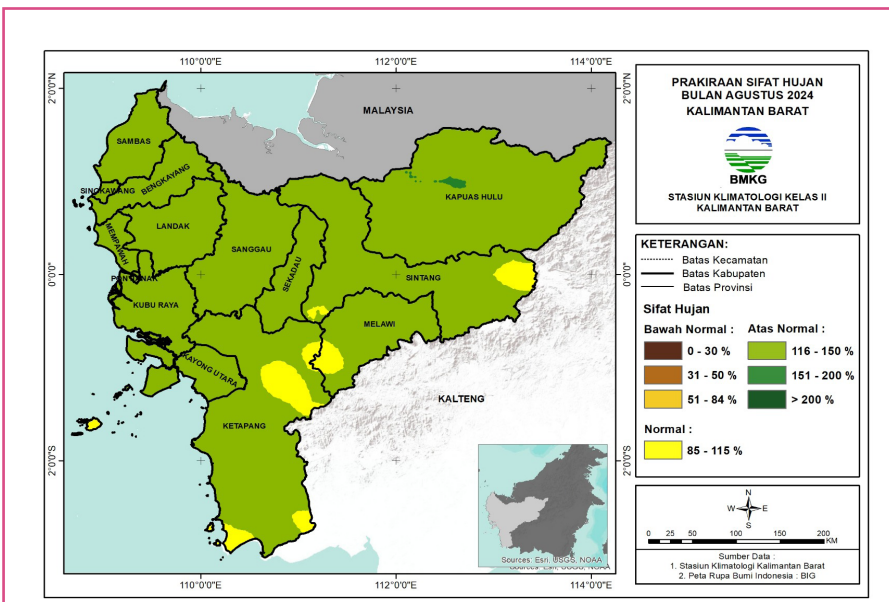 110°0'0"E
112°0'0"E
114°0'0"E
2°0'0"N
2°0'0"N
MALAYSIA
SAMBAS
SINGKAWANG
BENGKAYANG
KAPUAS HULU
MEMPAWAH
LANDAK
SANGGAU
SEKADAU
0°0'0"
0°0'0"
SINTANG
KUBU RAYA
MELAWI
KAYONG UTARA
KALTENG
KETAPANG
2°0'0"S
2°0'0"S
Sources: Esri, USGS, NOAA
110°0'0"E
112°0'0"E
114°0'0"E
PRAKIRAAN SIFAT HUJAN
BULAN AGUSTUS 2024
KALIMANTAN BARAT
BMKG
STASIUN KLIMATOLOGI KELAS II
KALIMANTAN BARAT
KETERANGAN:
Batas Kecamatan
Batas Kabupaten
Batas Provinsi
Sifat Hujan
Bawah Normal :
0 - 30 %
31 - 50 %
51 - 84 %
Atas Normal :
116 - 150 %
151 - 200 %
> 200 %
Normal :
85 - 115 %
N
W E
S
0 25 50 100 150 200
KM
Sumber Data :
1. Stasiun Klimatologi Kalimantan Barat
2. Peta Rupa Bumi Indonesia : BIG